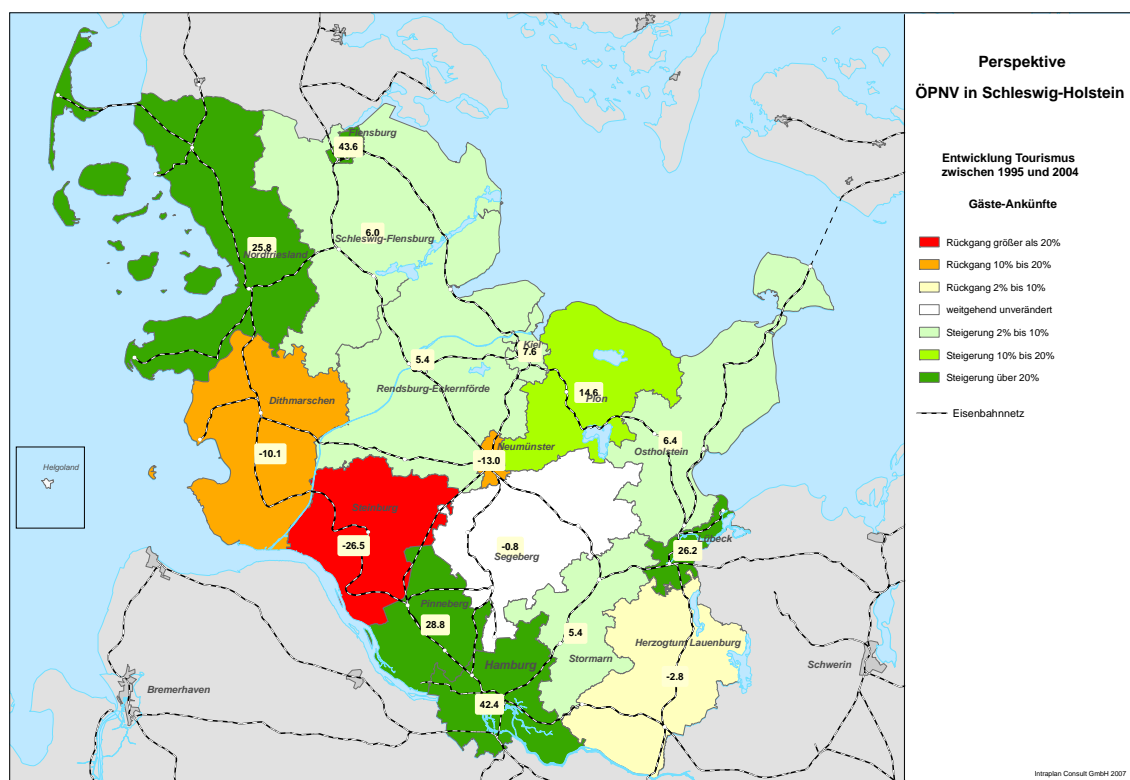 Perspektive
ÖPNV in Schleswig-Holstein
Entwicklung Tourismus
zwischen 1995 und 2004
Gäste-Ankünfte
Rückgang größer als 20%
Rückgang 10% bis 20%
Rückgang 2% bis 10%
weitgehend unverändert
Steigerung 2% bis 10%
Steigerung 10% bis 20%
Steigerung über 20%
Eisenbahnnetz
Flensburg
43.6
6.0
Schleswig-Flensburg
25.8
Nordfriesland
Kiel
7.6
5.4
Rendsburg-Eckernförde
14.6
Plön
Dithmarschen
-10.1
Neumünster
-13.0
6.4
Ostholstein
Helgoland
Steinburg
-26.5
-0.8
Segeberg
Lübeck
26.2
Pinneberg
28.8
5.4
Stormarn
Herzogtum Lauenburg
-2.8
Hamburg
42.4
Schwerin
Bremerhaven
Intraplan Consult GmbH 2007